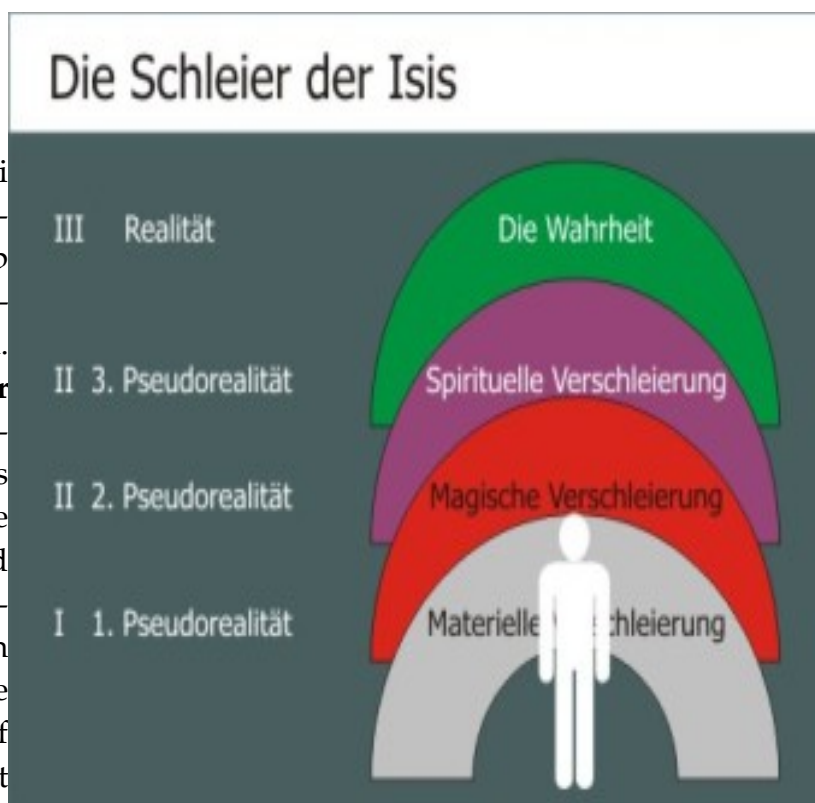 Die Schleier der Isis
III Realität Die Wahrheit
II 3. Pseudorealität Spirituelle Verschleierung
II 2. Pseudorealität Magische Verschleierung
I 1. Pseudorealität Materielle